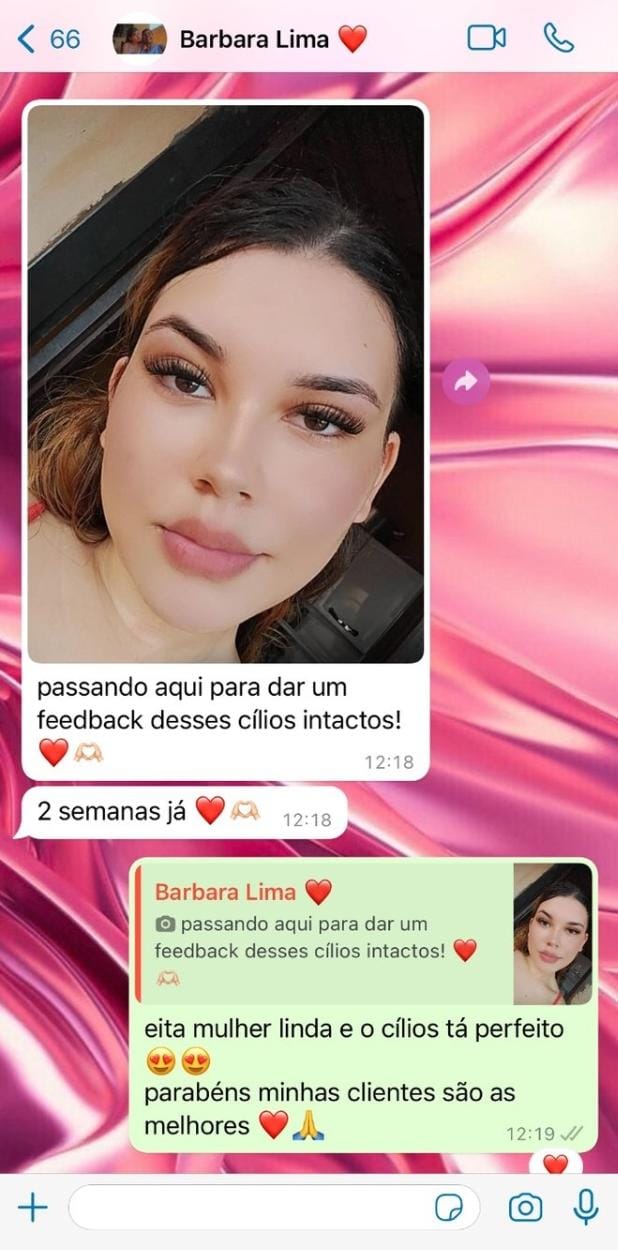 66 Barbara Lima ❤️
passando aqui para dar um
feedback desses cílios intactos!
❤️🫶🏻
12:18
2 semanas já ❤️🫶🏻 12:18
Barbara Lima ❤️
📷 passando aqui para dar um
feedback desses cílios intactos! ❤️
🫶🏻
eita mulher linda e o cílios tá perfeito
😍😍
parabéns minhas clientes são as
melhores ❤️🙏
12:19
❤️